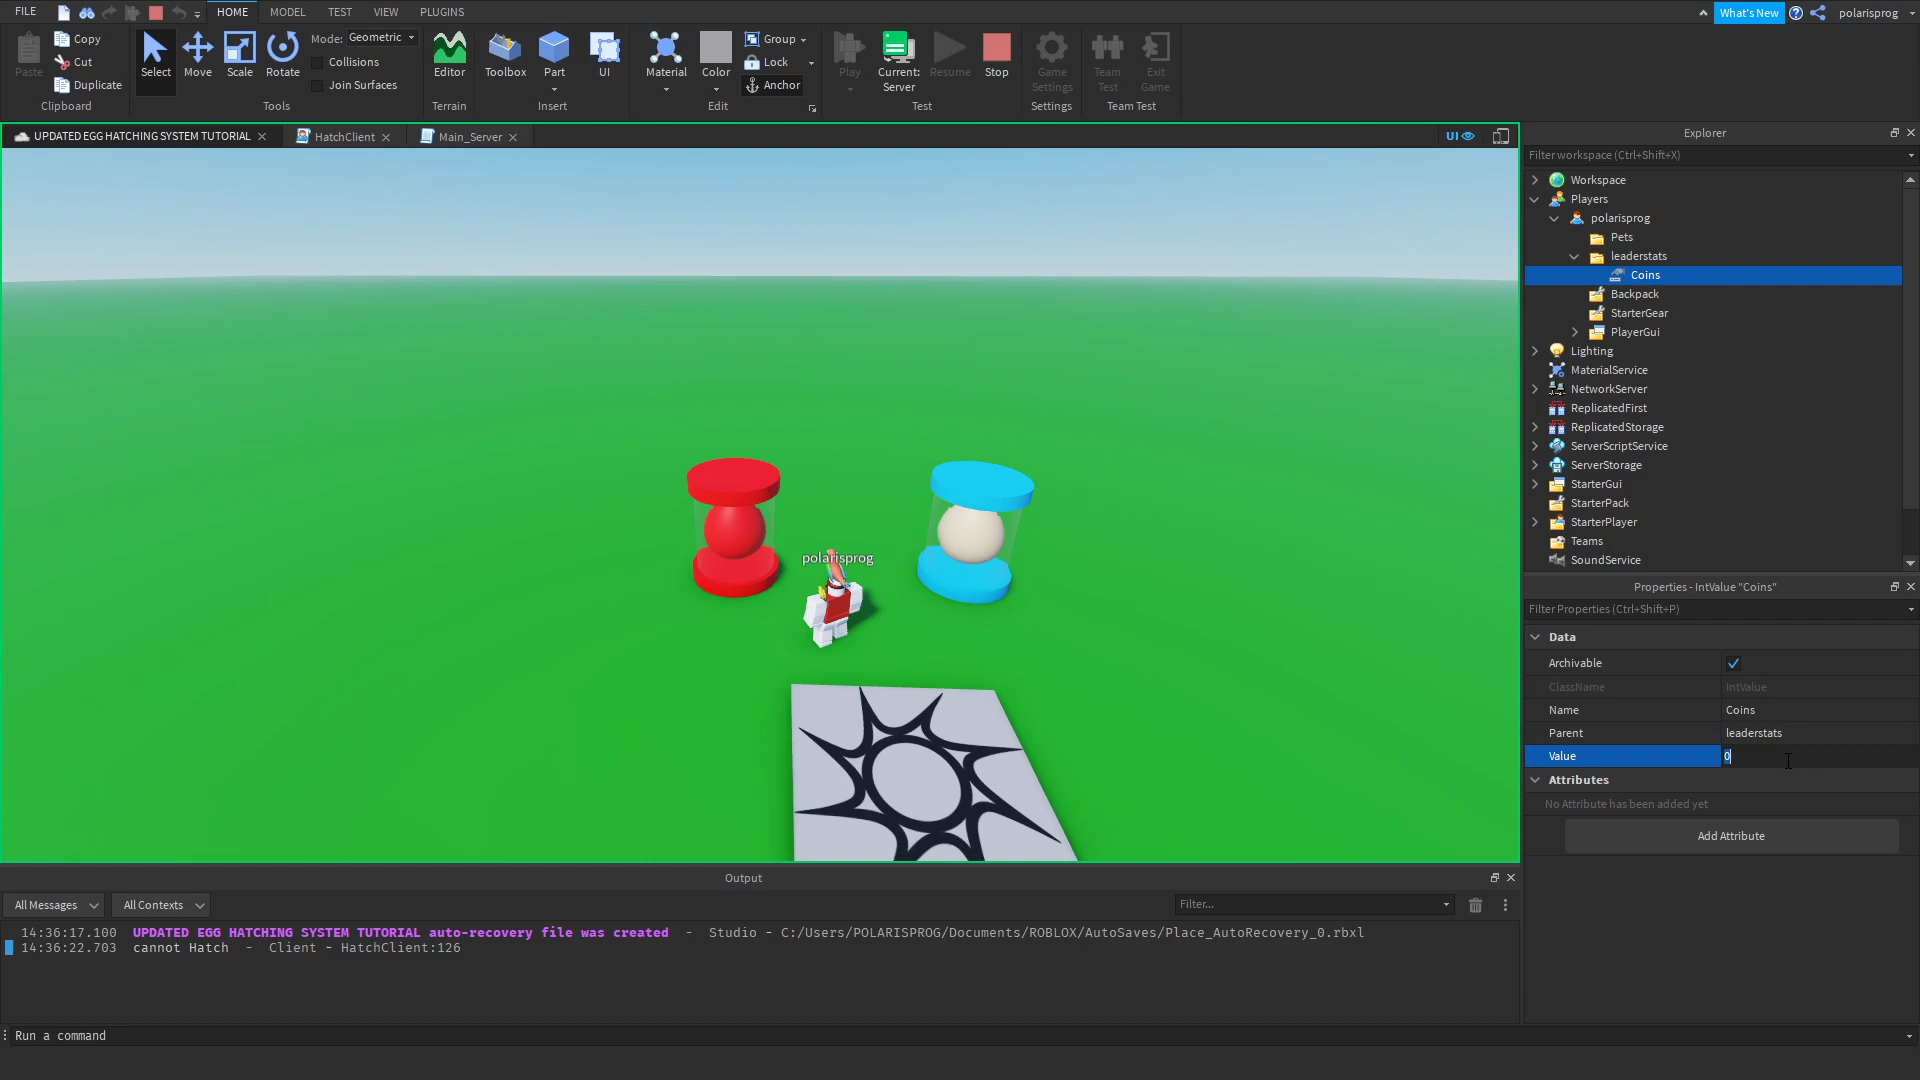 FILE
HOME
MODEL
TEST
VIEW
PLUGINS
What's New
polarisprog
Paste
Copy
Cut
Duplicate
Clipboard
Select
Move
Scale
Rotate
Mode:
Geometric
Collisions
Join Surfaces
Tools
Editor
Terrain
Toolbox
Part
UI
Insert
Material
Color
Group
Lock
Anchor
Edit
Play
Current:
Server
Resume
Stop
Test
Game
Settings
Settings
Team
Test
Exit
Game
Team Test
UPDATED EGG HATCHING SYSTEM TUTORIAL
HatchClient
Main_Server
UI
polarisprog
Explorer
Filter workspace (Ctrl+Shift+X)
Workspace
Players
polarisprog
Pets
leaderstats
Coins
Backpack
StarterGear
PlayerGui
Lighting
MaterialService
NetworkServer
ReplicatedFirst
ReplicatedStorage
ServerScriptService
ServerStorage
StarterGui
StarterPack
StarterPlayer
Teams
SoundService
Properties - IntValue "Coins"
Filter Properties (Ctrl+Shift+P)
Data
Archivable
ClassName IntValue
Name Coins
Parent leaderstats
Value 0
Attributes
No Attribute has been added yet
Add Attribute
Output
All Messages
All Contexts
Filter...
14:36:17.100 UPDATED EGG HATCHING SYSTEM TUTORIAL auto-recovery file was created - Studio - C:/Users/POLARISPROG/Documents/ROBLOX/AutoSaves/Place_AutoRecovery_0.rbxl
14:36:22.703 cannot Hatch - Client - HatchClient:126
Run a command